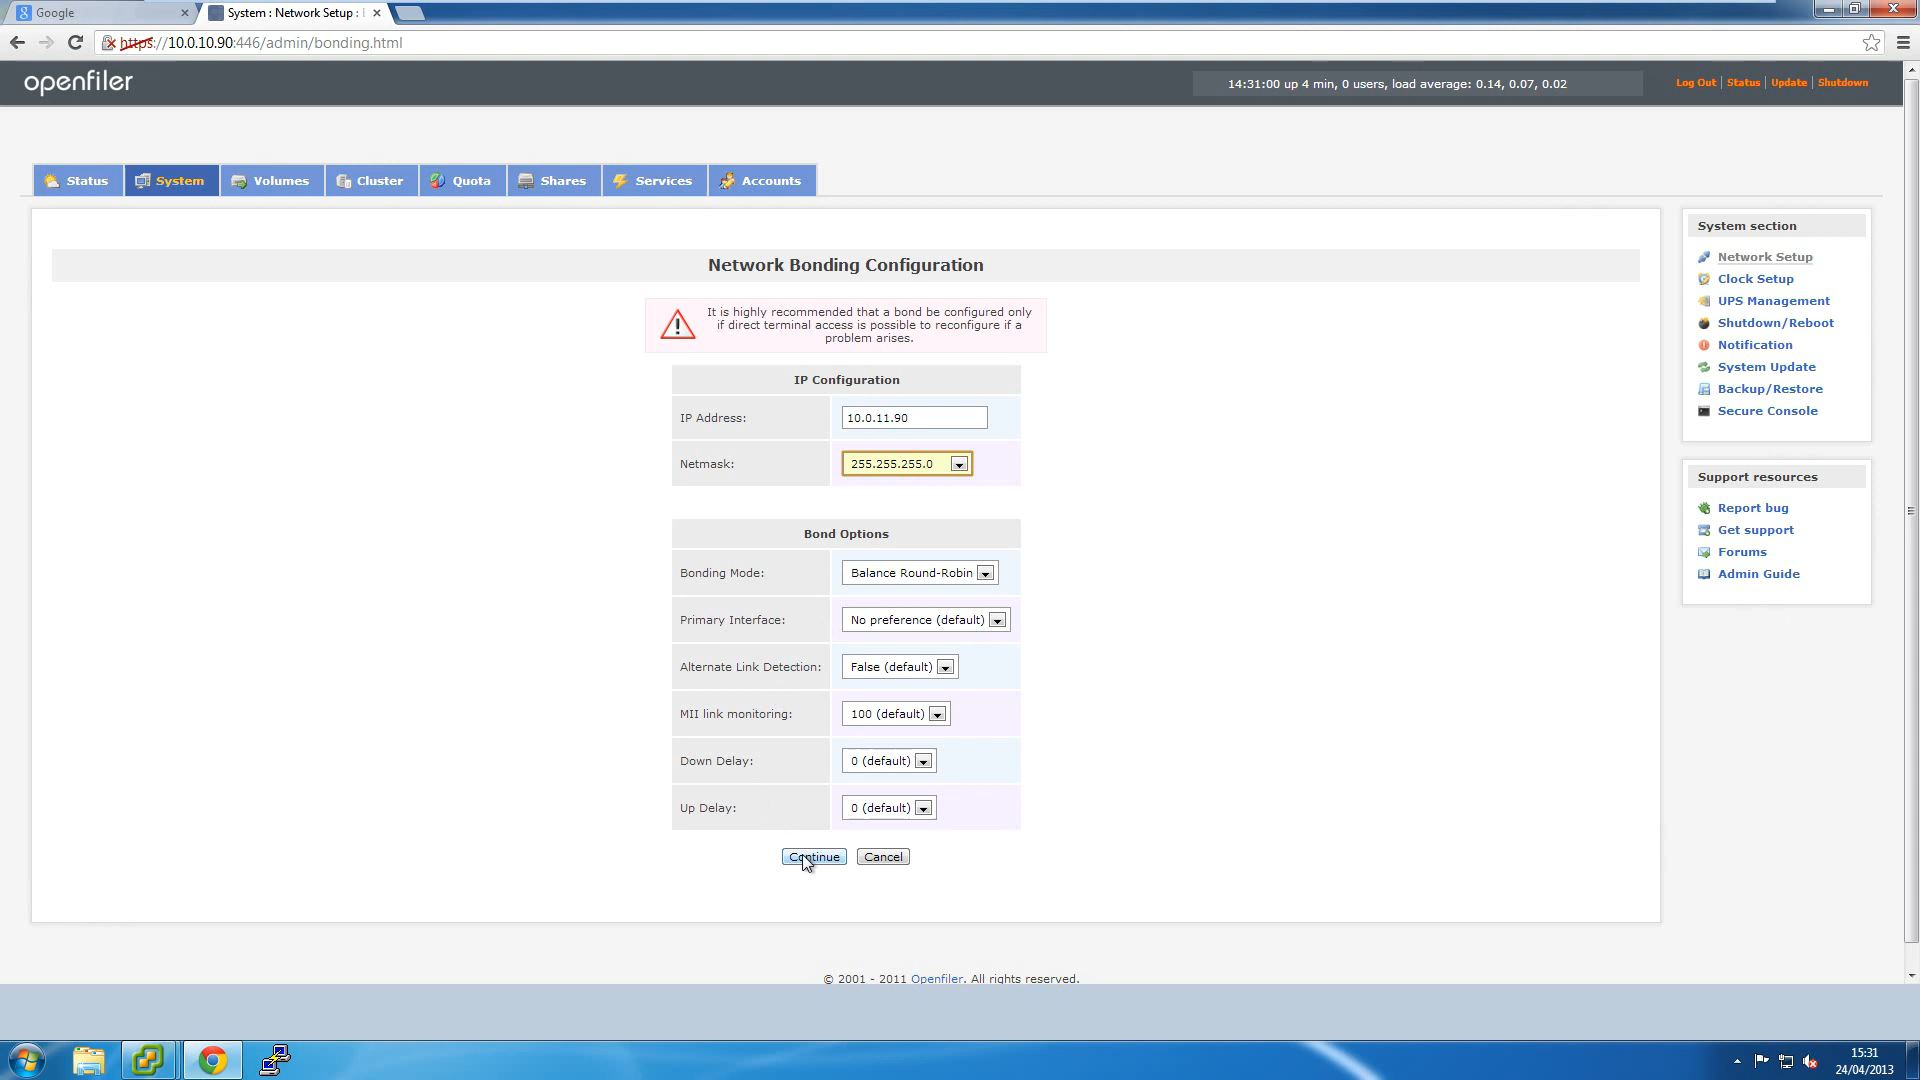 Google
System : Network Setup :
https://10.0.10.90:446/admin/bonding.html
openfiler
14:31:00 up 4 min, 0 users, load average: 0.14, 0.07, 0.02
Log Out | Status | Update | Shutdown
Status
System
Volumes
Cluster
Quota
Shares
Services
Accounts
Network Bonding Configuration
It is highly recommended that a bond be configured only
if direct terminal access is possible to reconfigure if a
problem arises.
IP Configuration
IP Address: 10.0.11.90
Netmask: 255.255.255.0
Bond Options
Bonding Mode: Balance Round-Robin
Primary Interface: No preference (default)
Alternate Link Detection: False (default)
MII link monitoring: 100 (default)
Down Delay: 0 (default)
Up Delay: 0 (default)
Continue Cancel
System section
Network Setup
Clock Setup
UPS Management
Shutdown/Reboot
Notification
System Update
Backup/Restore
Secure Console
Support resources
Report bug
Get support
Forums
Admin Guide
© 2001 - 2011 Openfiler. All rights reserved.
15:31
24/04/2013